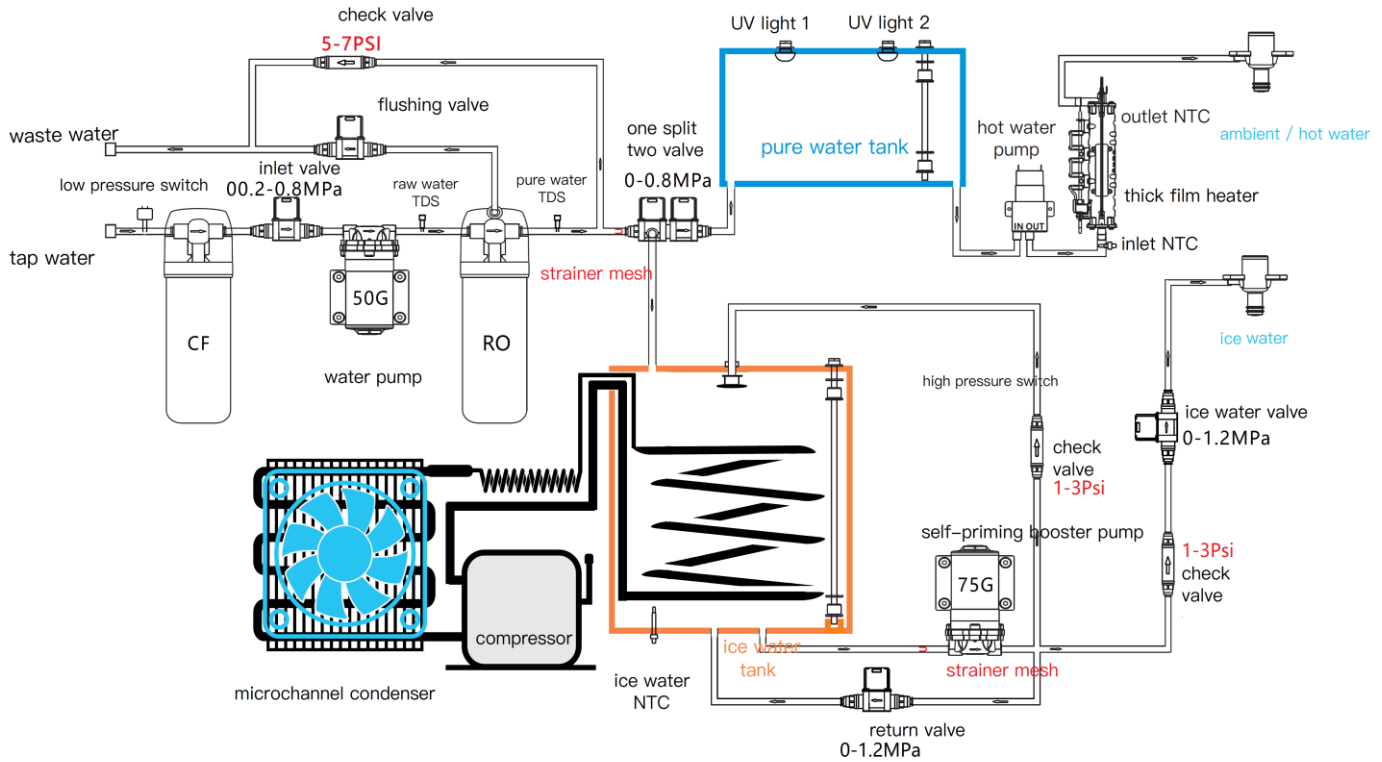 check valve
5-7PSI
UV light 1
UV light 2
flushing valve
waste water
one split
two valve
0-0.8MPa
pure water tank
hot water
pump
outlet NTC
ambient / hot water
inlet valve
00.2-0.8MPa
low pressure switch
raw water
TDS
pure water
TDS
thick film heater
IN OUT
inlet NTC
tap water
strainer mesh
50G
CF
RO
water pump
ice water
high pressure switch
ice water valve
0-1.2MPa
check
valve
1-3Psi
self-priming booster pump
75G
1-3Psi
check
valve
compressor
ice water
tank
strainer mesh
microchannel condenser
ice water
NTC
return valve
0-1.2MPa